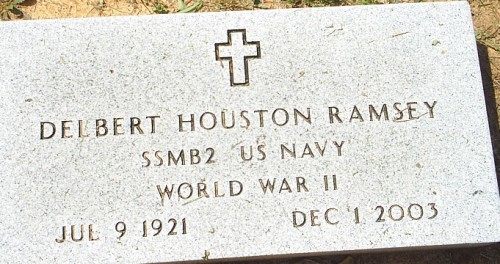 DELBERT HOUSTON RAMSEY
SSMB2 US NAVY
WORLD WAR II
JUL 9 1921 DEC 1 2003